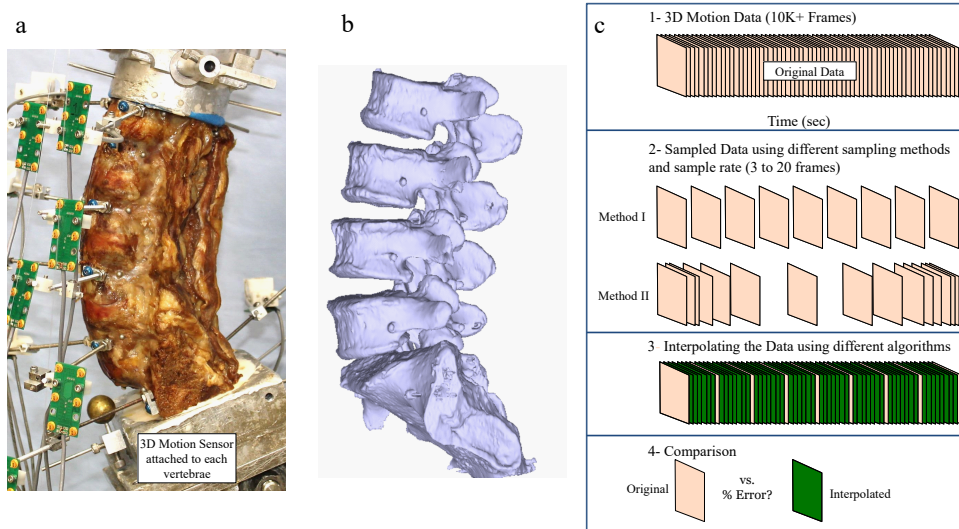 a
b
c
3D Motion Sensor
attached to each
vertebrae
1- 3D Motion Data (10K+ Frames)
Original Data
Time (sec)
2- Sampled Data using different sampling methods
and sample rate (3 to 20 frames)
Method I
Method II
3 Interpolating the Data using different algorithms
4- Comparison
Original
vs.
% Error?
Interpolated